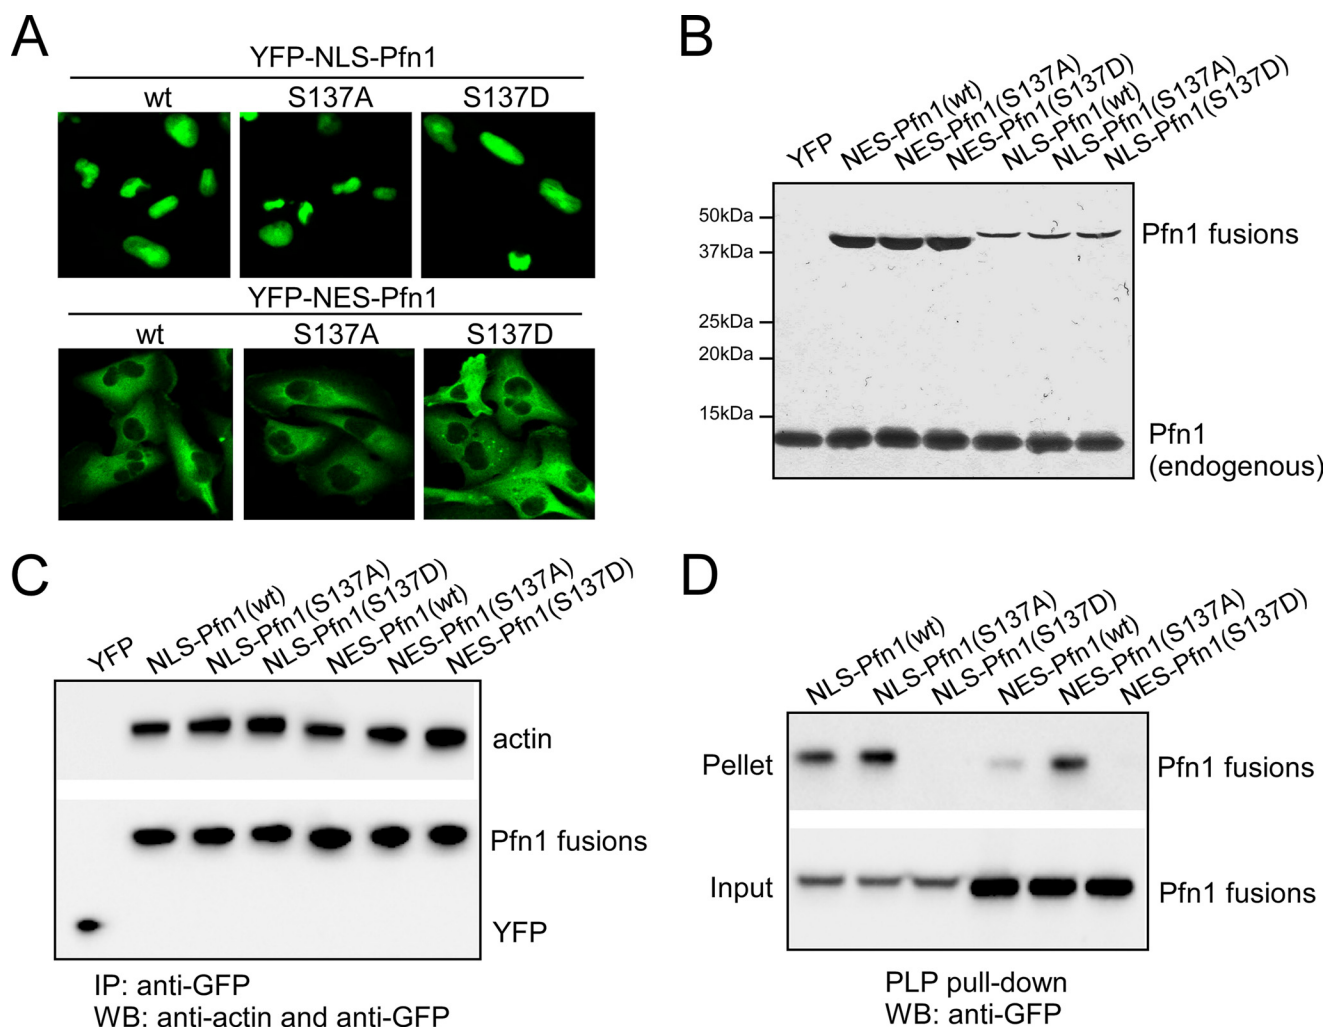 A
YFP-NLS-Pfn1
wt S137A S137D
YFP-NES-Pfn1
wt S137A S137D
B
YFP NES-Pfn1(wt) NES-Pfn1(S137A) NES-Pfn1(S137D) NLS-Pfn1(wt) NLS-Pfn1(S137A) NLS-Pfn1(S137D)
50kDa
37kDa
25kDa
20kDa
15kDa
Pfn1 fusions
Pfn1
(endogenous)
C
YFP NLS-Pfn1(wt) NLS-Pfn1(S137A) NLS-Pfn1(S137D) NES-Pfn1(wt) NES-Pfn1(S137A) NES-Pfn1(S137D)
actin
Pfn1 fusions
YFP
IP: anti-GFP
WB: anti-actin and anti-GFP
D
NLS-Pfn1(wt) NLS-Pfn1(S137A) NLS-Pfn1(S137D) NES-Pfn1(wt) NES-Pfn1(S137A) NES-Pfn1(S137D)
Pellet Pfn1 fusions
Input Pfn1 fusions
PLP pull-down
WB: anti-GFP